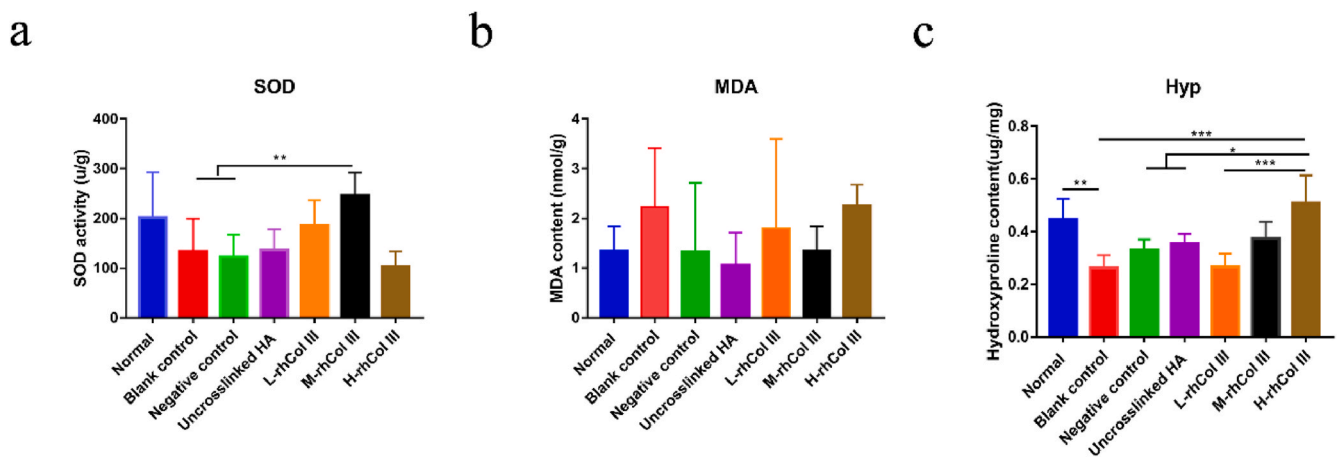 a
SOD
SOD activity (u/g)
400
300
200
100
0
**
Normal
Blank control
Negative control
Uncrosslinked HA
L-rhCol III
M-rhCol III
H-rhCol III
b
MDA
MDA content (nmol/g)
4
3
2
1
0
Normal
Blank control
Negative control
Uncrosslinked HA
L-rhCol III
M-rhCol III
H-rhCol III
c
Hyp
Hydroxyproline content(ug/mg)
0.8
0.6
0.4
0.2
0.0
***
*
***
**
Normal
Blank control
Negative control
Uncrosslinked HA
L-rhCol III
M-rhCol III
H-rhCol III